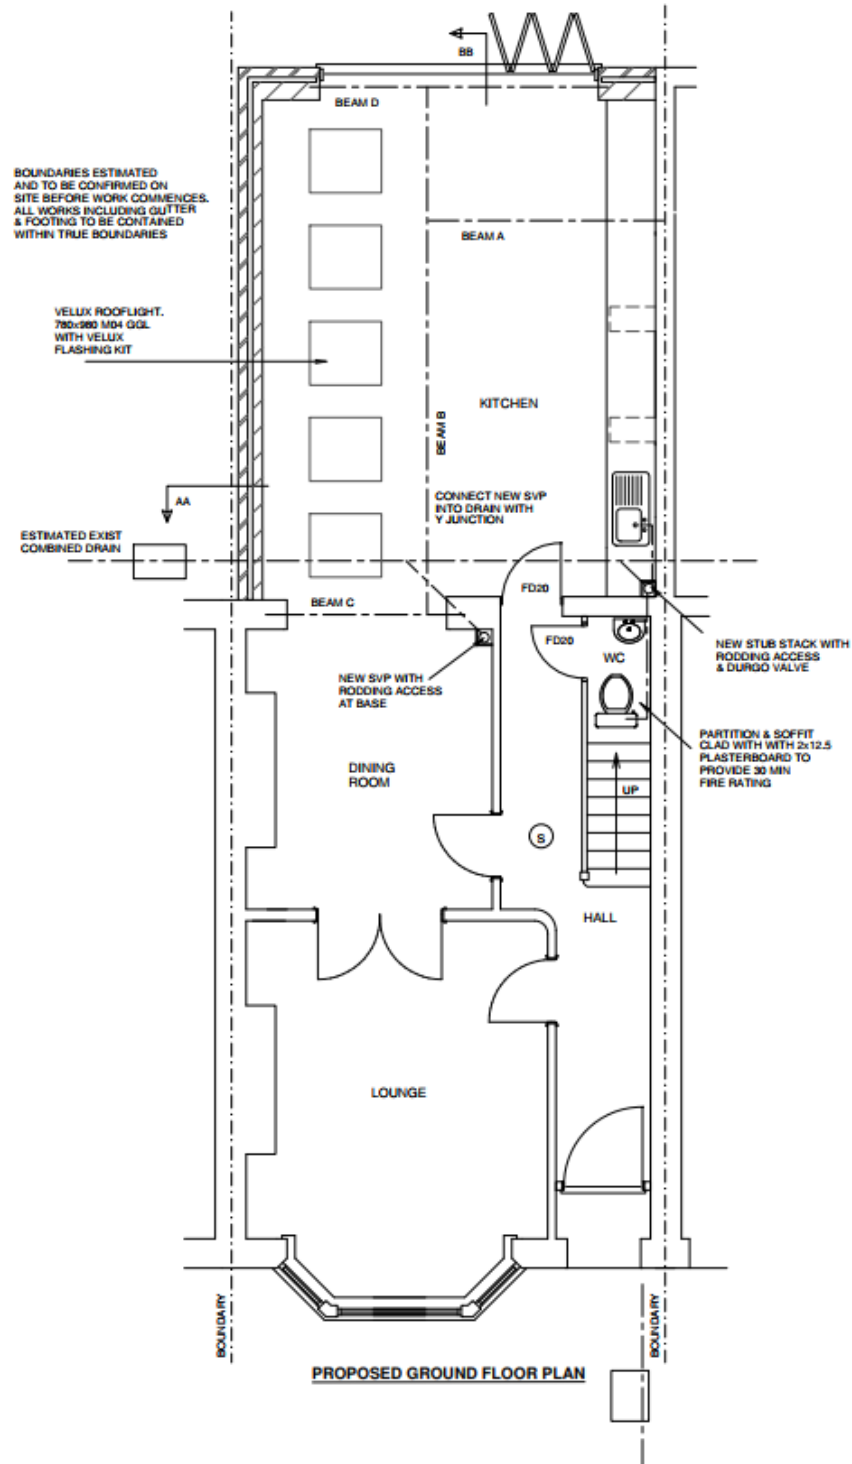 BB
BEAM D
BOUNDARIES ESTIMATED
AND TO BE CONFIRMED ON
SITE BEFORE WORK COMMENCES.
ALL WORKS INCLUDING GUTTER
& FOOTING TO BE CONTAINED
WITHIN TRUE BOUNDARIES
BEAM A
VELUX ROOFLIGHT.
780x980 M04 GGL
WITH VELUX
FLASHING KIT
KITCHEN
BEAM B
AA
CONNECT NEW SVP
INTO DRAIN WITH
Y JUNCTION
ESTIMATED EXIST
COMBINED DRAIN
FD20
BEAM C
FD20
WC
NEW STUB STACK WITH
RODDING ACCESS
& DURGO VALVE
NEW SVP WITH
RODDING ACCESS
AT BASE
PARTITION & SOFFIT
CLAD WITH WITH 2x12.5
PLASTERBOARD TO
PROVIDE 30 MIN
FIRE RATING
DINING
ROOM
UP
S
HALL
LOUNGE
BOUNDARY
BOUNDARY
PROPOSED GROUND FLOOR PLAN